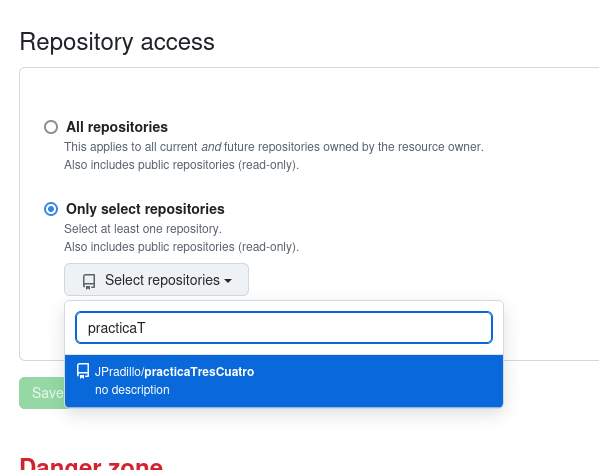 Repository access
All repositories
This applies to all current and future repositories owned by the resource owner.
Also includes public repositories (read-only).
Only select repositories
Select at least one repository.
Also includes public repositories (read-only).
Select repositories
practicaT
JPradillo/practicaTresCuatro
no description
Save
Danger zone